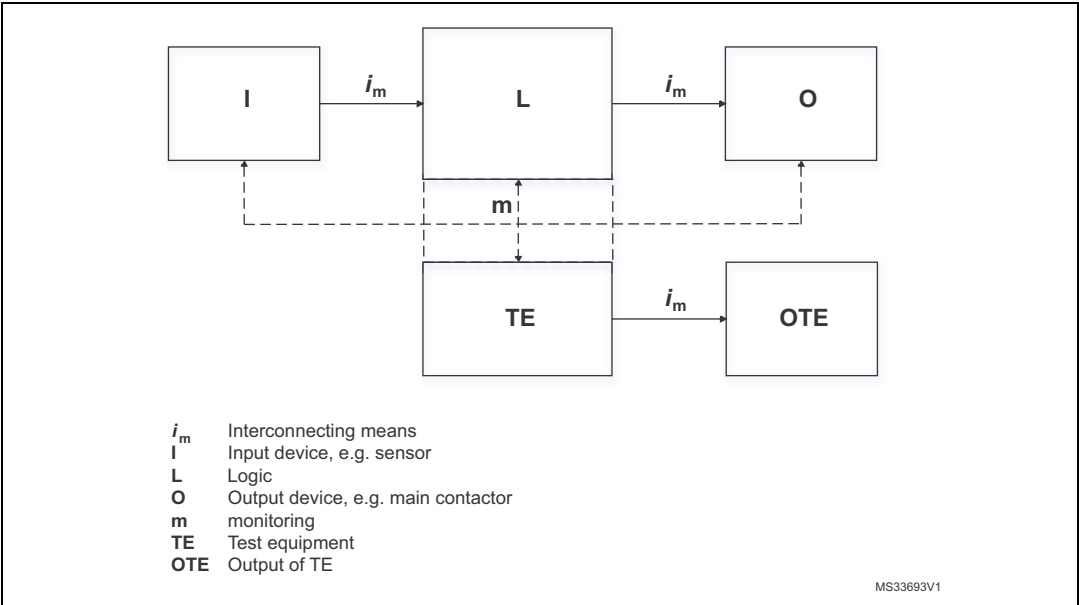 I
i m
L
i m
O
m
TE
i m
OTE
i m Interconnecting means
I Input device, e.g. sensor
L Logic
O Output device, e.g. main contactor
m monitoring
TE Test equipment
OTE Output of TE
MS33693V1